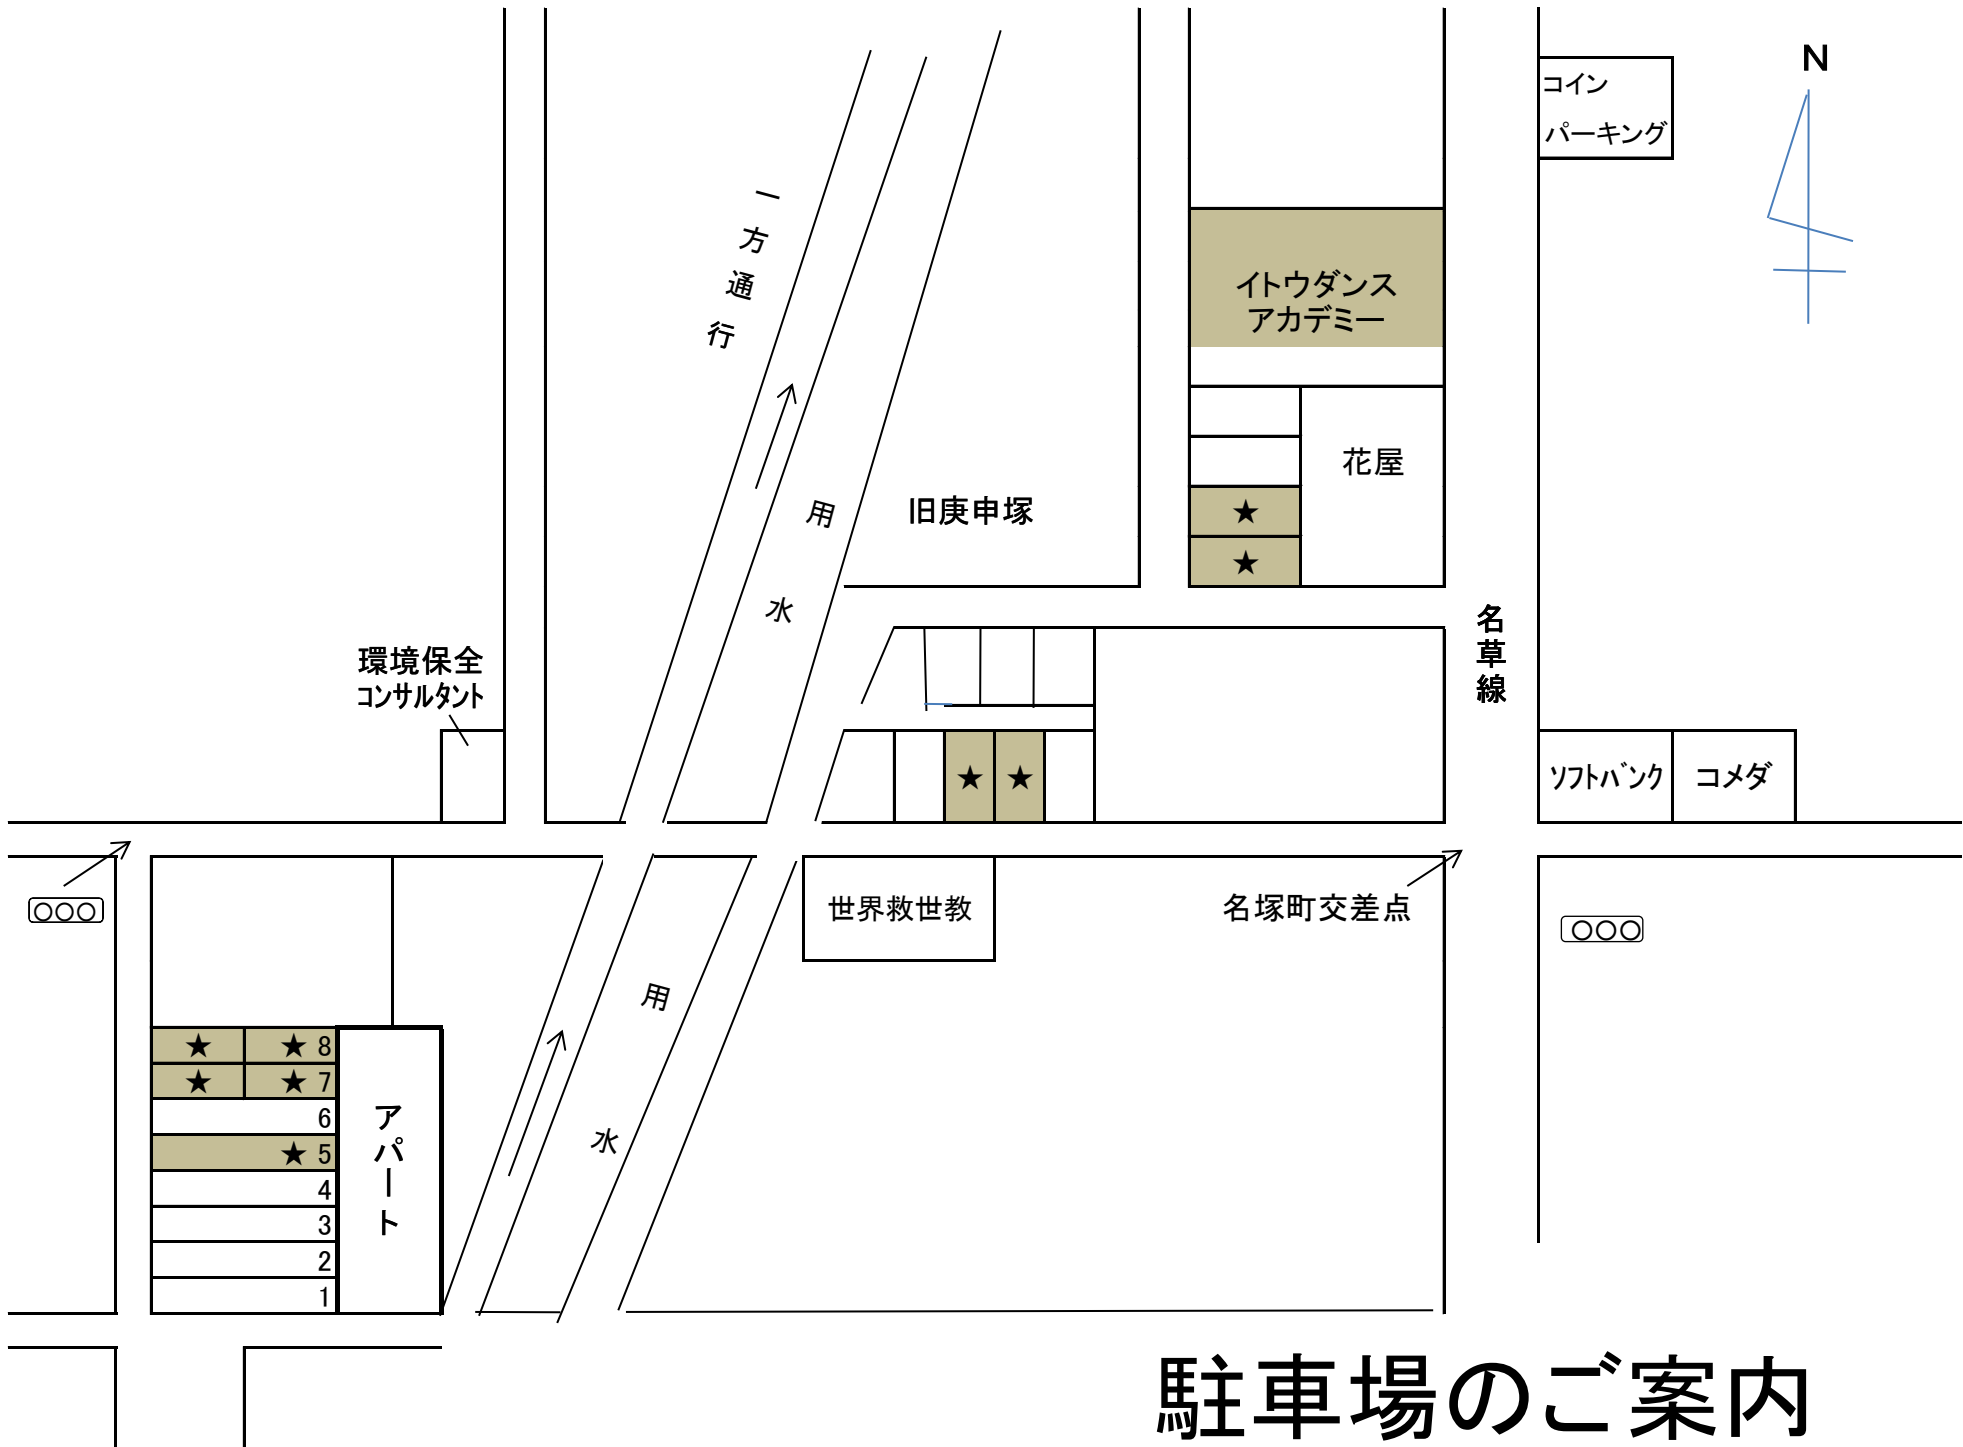 N
コイン
パーキング
一方通行
イトウダンス
アカデミー
花屋
用水
旧庚申塚
★
★
名草線
環境保全
コンサルタント
★ ★
ソフトバンク
コメダ
世界救世教
名塚町交差点
用水
★ ★ 8
★ ★ 7
6
★ 5
4
3
2
1
アパート
駐車場のご案内